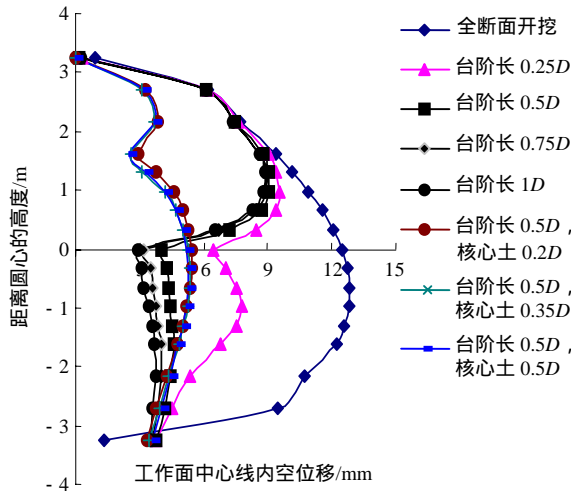 4
3
2
1
0
- 1
- 2
- 3
- 4
距离圆心的高度/m
6
9
12
15
工作面中心线内空位移/mm
全断面开挖
台阶长 0.25D
台阶长 0.5D
台阶长 0.75D
台阶长 1D
台阶长 0.5D，
核心土 0.2D
台阶长 0.5D，
核心土 0.35D
台阶长 0.5D，
核心土 0.5D